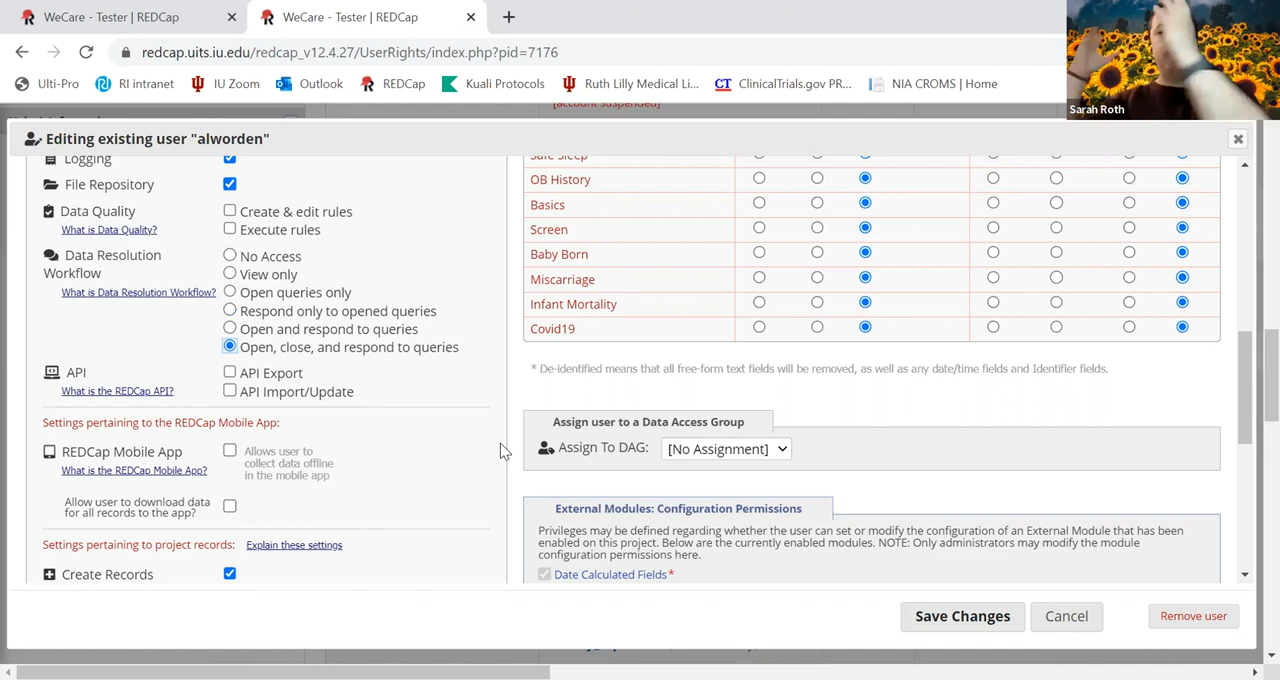 WeCare - Tester | REDCap
WeCare - Tester | REDCap
redcap.uits.iu.edu/redcap_v12.4.27/UserRights/index.php?pid=7176
Ulti-Pro
RI intranet
IU Zoom
Outlook
REDCap
Kuali Protocols
Ruth Lilly Medical Li...
CT ClinicalTrials.gov PR...
NIA CROMS | Home
Sarah Roth
[account suspended]
Editing existing user "alworden"
Logging
File Repository
Data Quality
What is Data Quality?
Create & edit rules
Execute rules
Data Resolution
Workflow
What is Data Resolution Workflow?
No Access
View only
Open queries only
Respond only to opened queries
Open and respond to queries
Open, close, and respond to queries
API
What is the REDCap API?
API Export
API Import/Update
Settings pertaining to the REDCap Mobile App:
REDCap Mobile App
What is the REDCap Mobile App?
Allows user to
collect data offline
in the mobile app
Allow user to download data
for all records to the app?
Settings pertaining to project records:
Explain these settings
Create Records
Safe Sleep
OB History
Basics
Screen
Baby Born
Miscarriage
Infant Mortality
Covid19
* De-identified means that all free-form text fields will be removed, as well as any date/time fields and Identifier fields.
Assign user to a Data Access Group
Assign To DAG:
[No Assignment]
External Modules: Configuration Permissions
Privileges may be defined regarding whether the user can set or modify the configuration of an External Module that has been
enabled on this project. Below are the currently enabled modules. NOTE: Only administrators may modify the module
configuration permissions here.
Date Calculated Fields*
Save Changes
Cancel
Remove user